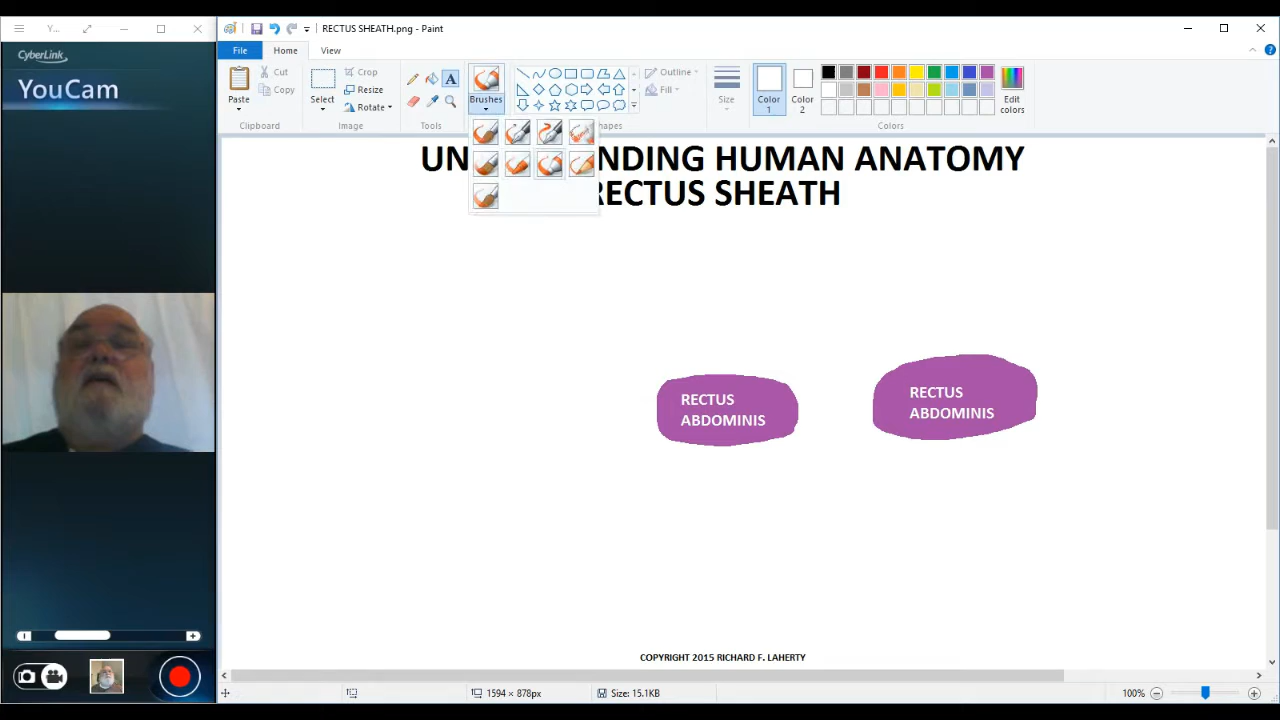 Y...
RECTUS SHEATH.png - Paint
CyberLink
YouCam
File
Home
View
Paste
Cut
Copy
Clipboard
Select
Crop
Resize
Rotate
Image
A
Tools
Brushes
Outline
Fill
Size
Color
1
Color
2
Edit
colors
Colors
UN
NDING HUMAN ANATOMY
RECTUS SHEATH
RECTUS
ABDOMINIS
RECTUS
ABDOMINIS
COPYRIGHT 2015 RICHARD F. LAHERTY
1594 × 878px
Size: 15.1KB
100%